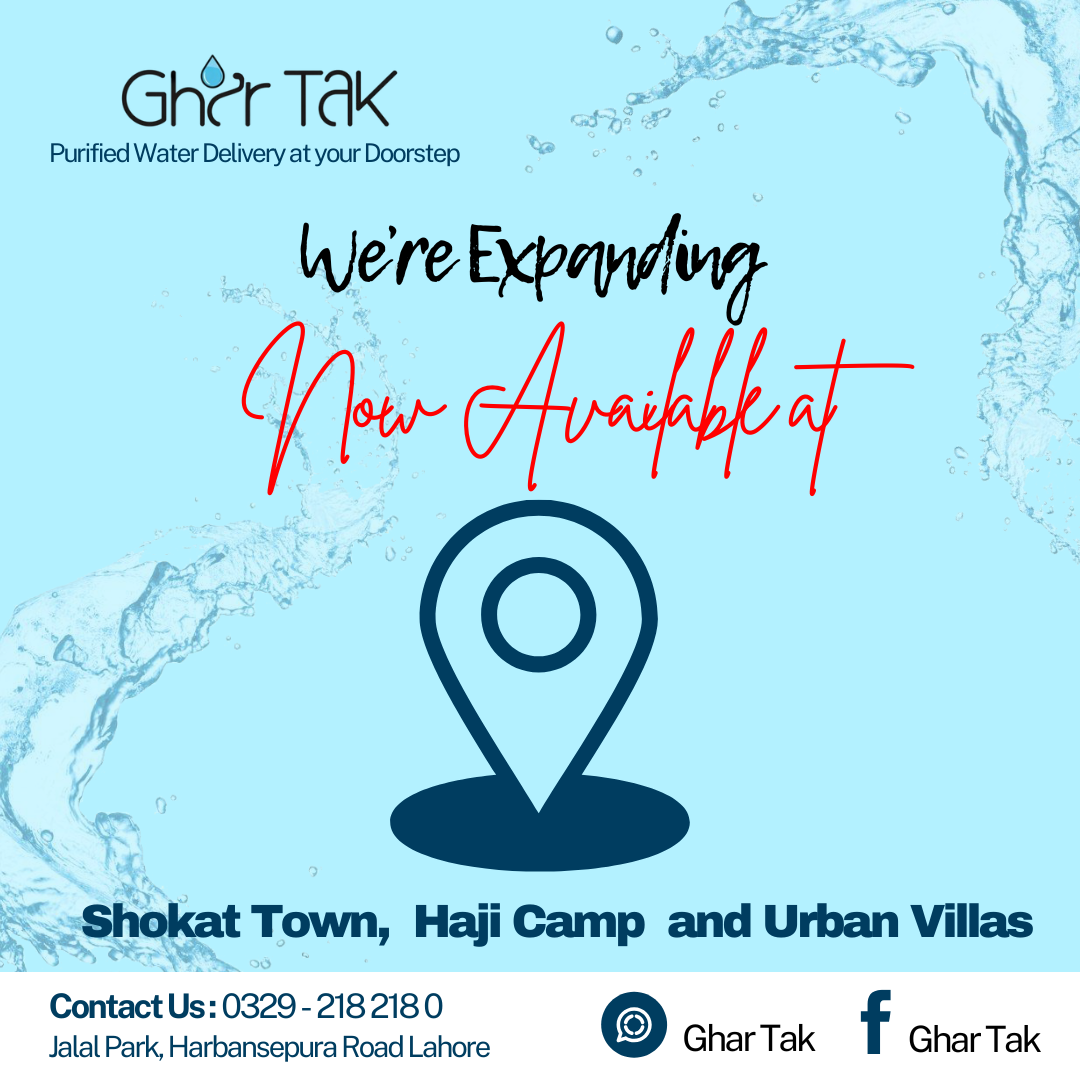 Ghar Tak
Purified Water Delivery at your Doorstep
We're Expanding
Now Available at
Shokat Town, Haji Camp and Urban Villas
Contact Us : 0329 - 218 218 0
Jalal Park, Harbansepura Road Lahore
Ghar Tak
f Ghar Tak